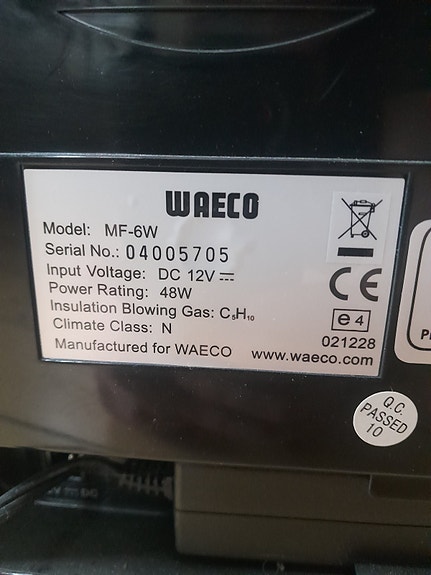 WAECO
Model: MF-6W
Serial No.: 04005705
Input Voltage: DC 12V ⎓
Power Rating: 48W
Insulation Blowing Gas: C₅H₁₀
Climate Class: N
Manufactured for WAECO
www.waeco.com
CE
e 4
021228
Q.C.
PASSED
10